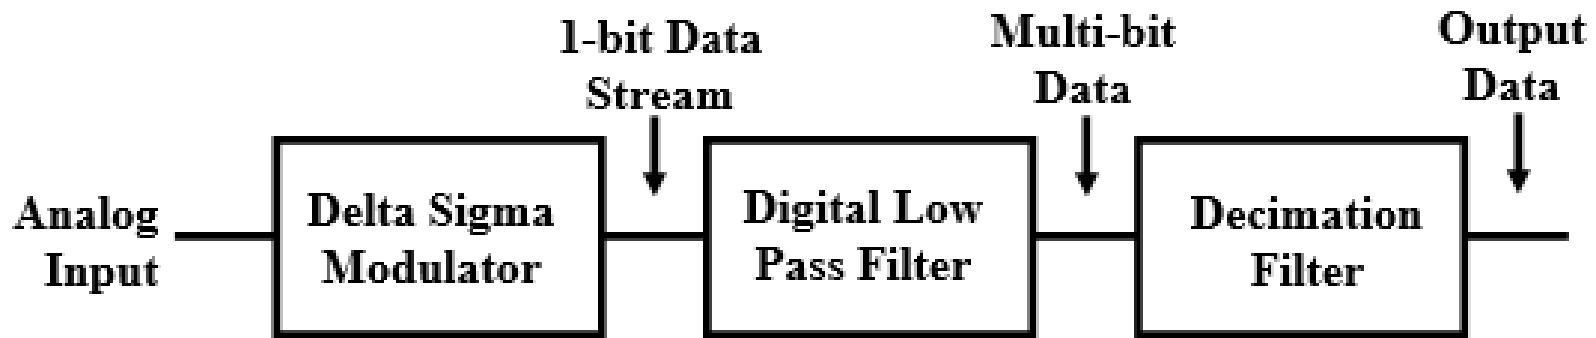 1-bit Data
Stream
Multi-bit
Data
Output
Data
Analog
Input
Delta Sigma
Modulator
Digital Low
Pass Filter
Decimation
Filter